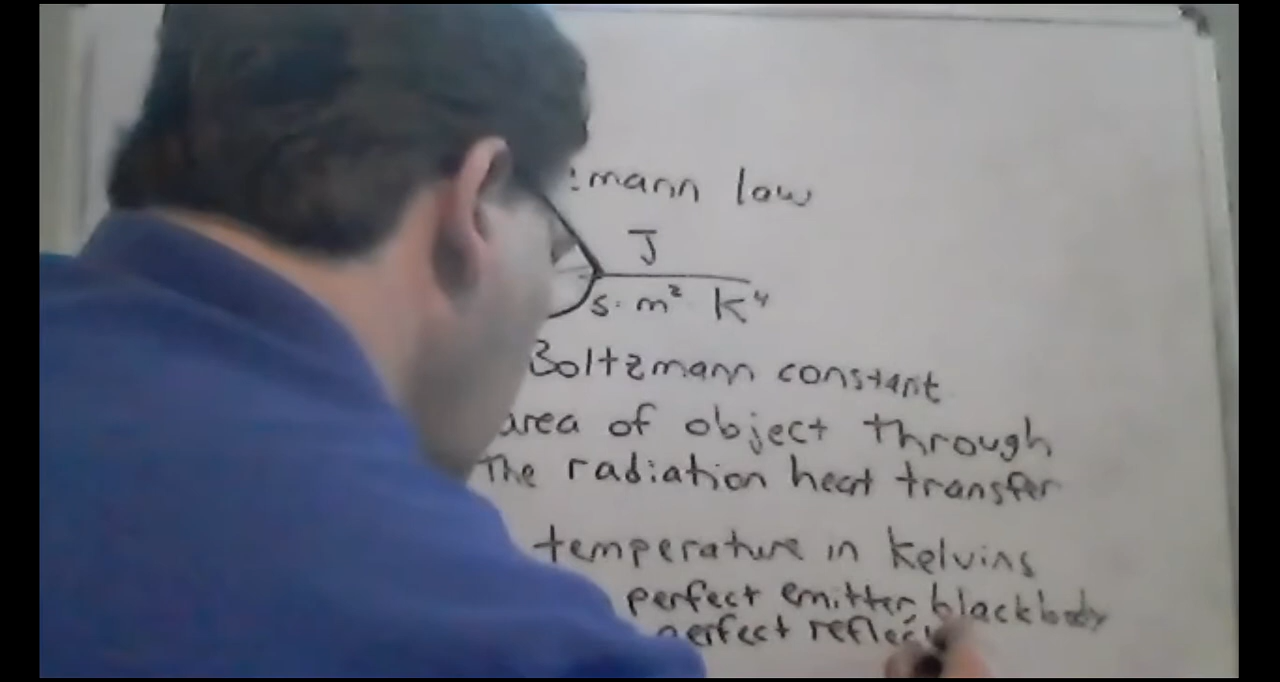 mann law
J
s · m² K⁴
Boltzmann constant
area of object through
The radiation heat transfer
temperature in Kelvins
perfect emitter blackbody
perfect